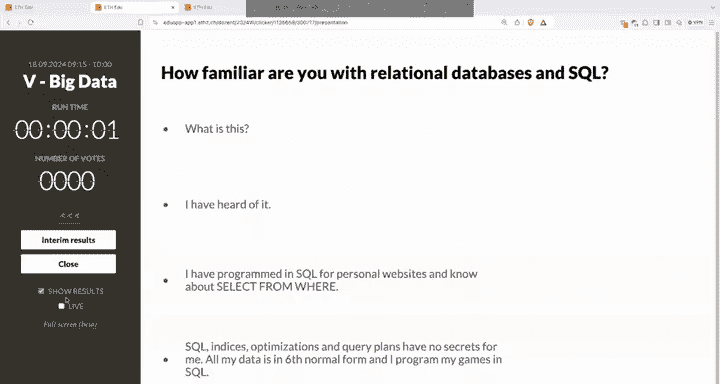 18.09.2024 09:15 - 10:00
V - Big Data
RUN TIME
00:00:01
NUMBER OF VOTES
0000
<<<
Interim results
Close
SHOW RESULTS
LIVE
How familiar are you with relational databases and SQL?
What is this?
I have heard of it.
I have programmed in SQL for personal websites and know
about SELECT FROM WHERE.
SQL, indices, optimizations and query plans have no secrets for
me. All my data is in 6th normal form and I program my games in
SQL.